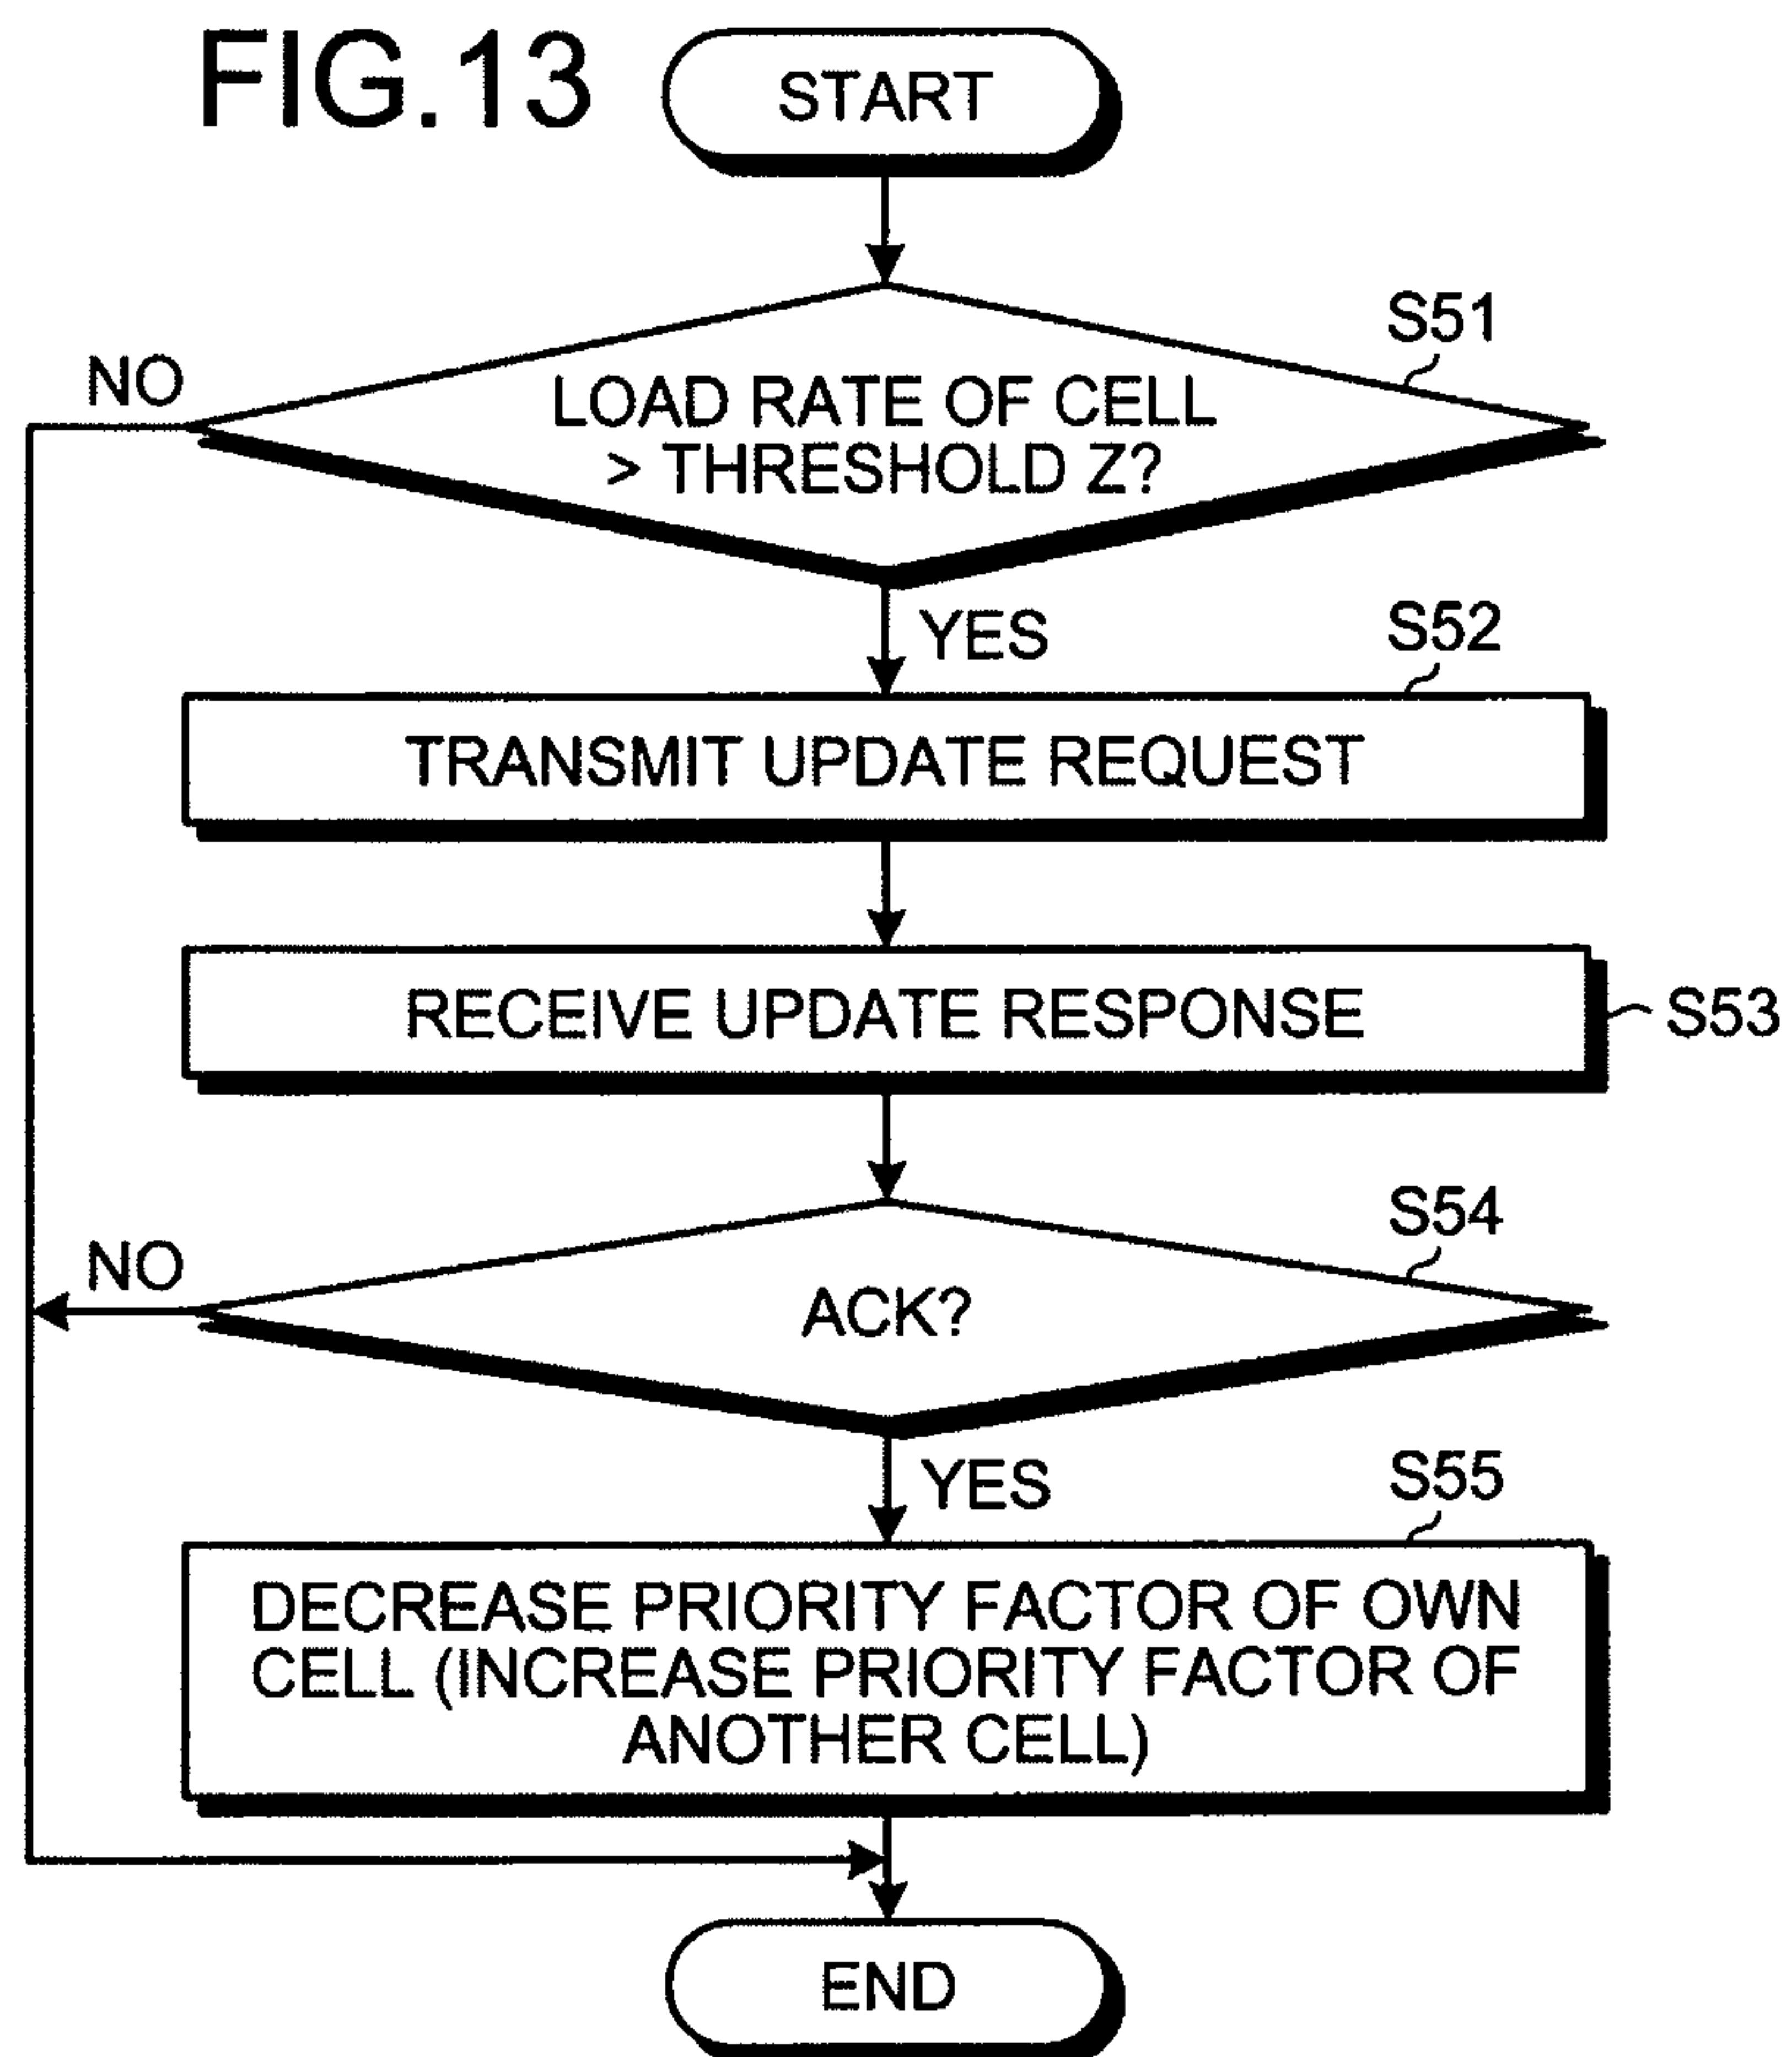 FIG.13
START
S51
NO
LOAD RATE OF CELL
> THRESHOLD Z?
YES
S52
TRANSMIT UPDATE REQUEST
RECEIVE UPDATE RESPONSE
S53
S54
NO
ACK?
YES
S55
DECREASE PRIORITY FACTOR OF OWN
CELL (INCREASE PRIORITY FACTOR OF
ANOTHER CELL)
END